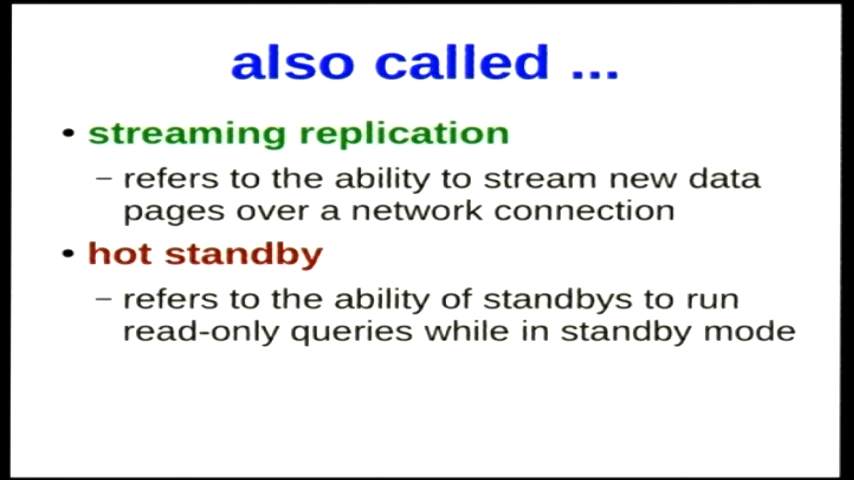 also called ...
• streaming replication
– refers to the ability to stream new data
pages over a network connection
• hot standby
– refers to the ability of standbys to run
read-only queries while in standby mode